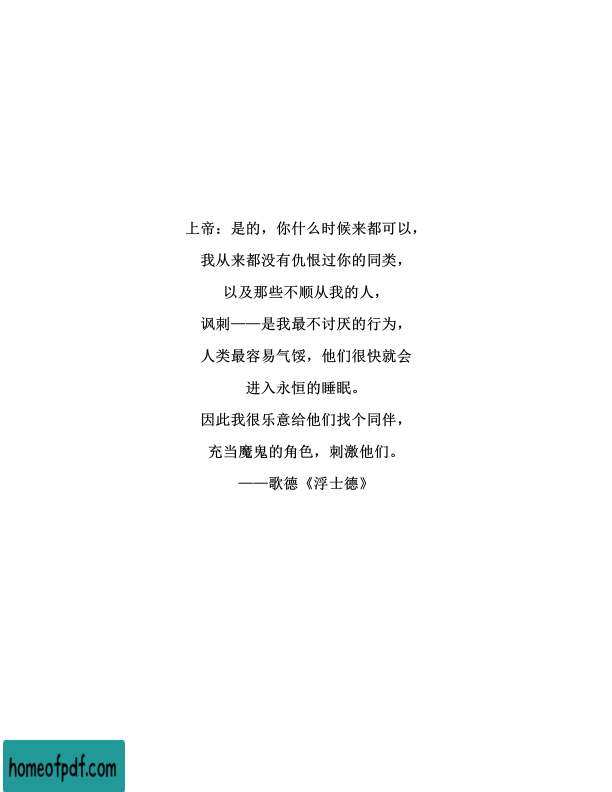 上帝：是的，你什么时候来都可以，
我从来都没有仇恨过你的同类，
以及那些不顺从我的人，
讽刺——是我最不讨厌的行为，
人类最容易气馁，他们很快就会
进入永恒的睡眠。
因此我很乐意给他们找个同伴，
充当魔鬼的角色，刺激他们。
——歌德《浮士德》
homeofpdf.com